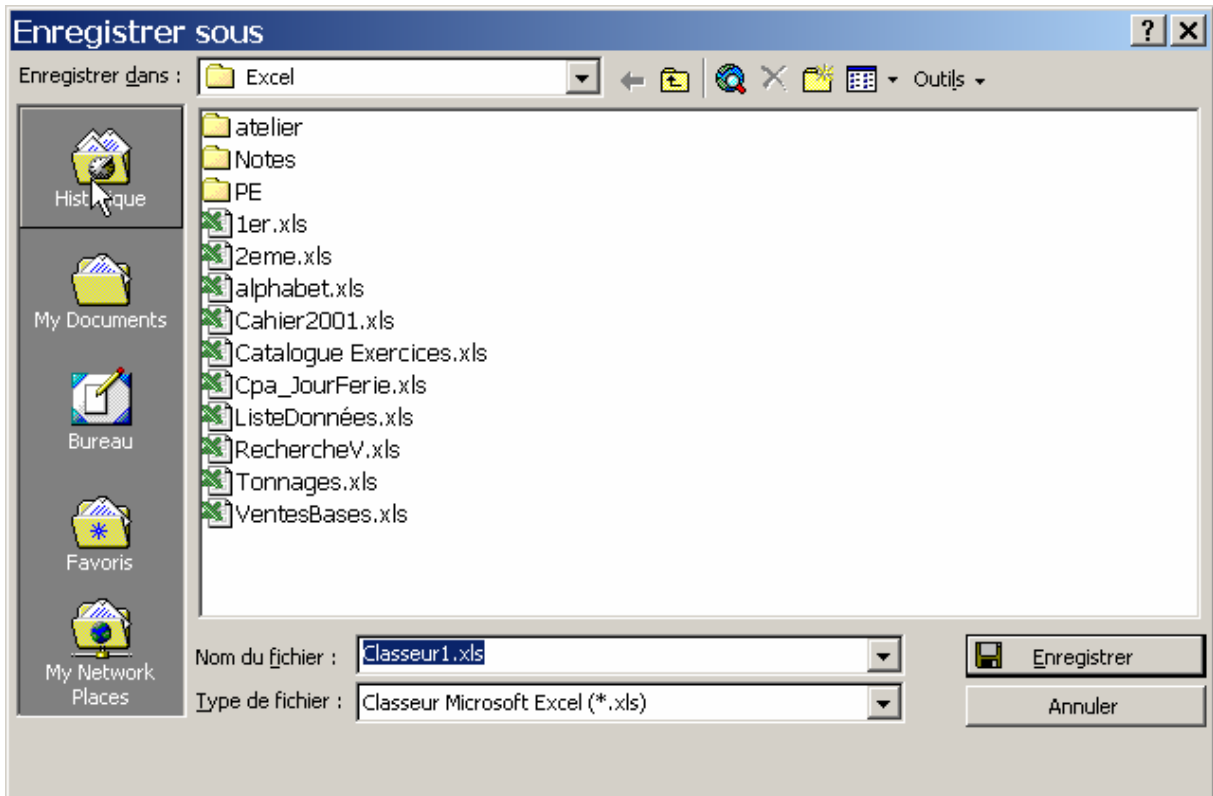 Enregistrer sous
Enregistrer dans :
Excel
Outils
Historique
My Documents
Bureau
Favoris
My Network
Places
atelier
Notes
PE
1er.xls
2eme.xls
alphabet.xls
Cahier2001.xls
Catalogue Exercices.xls
Cpa_JourFerie.xls
ListeDonnées.xls
RechercheV.xls
Tonnages.xls
VentesBases.xls
Nom du fichier :
Classeur1.xls
Enregistrer
Type de fichier :
Classeur Microsoft Excel (*.xls)
Annuler